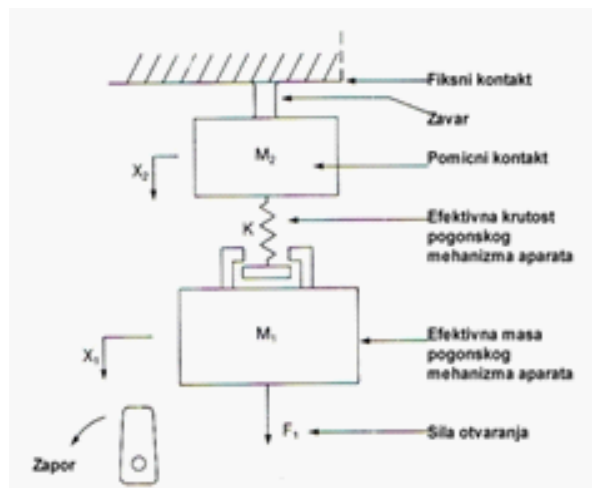 Fiksni kontakt
Zavar
M₂
Pomicni kontakt
X₂
K
Efektivna krutost
pogonskog
mehanizma aparata
M₁
X₁
Efektivna masa
pogonskog
mehanizma aparata
F₁
Sila otvaranja
Zapor